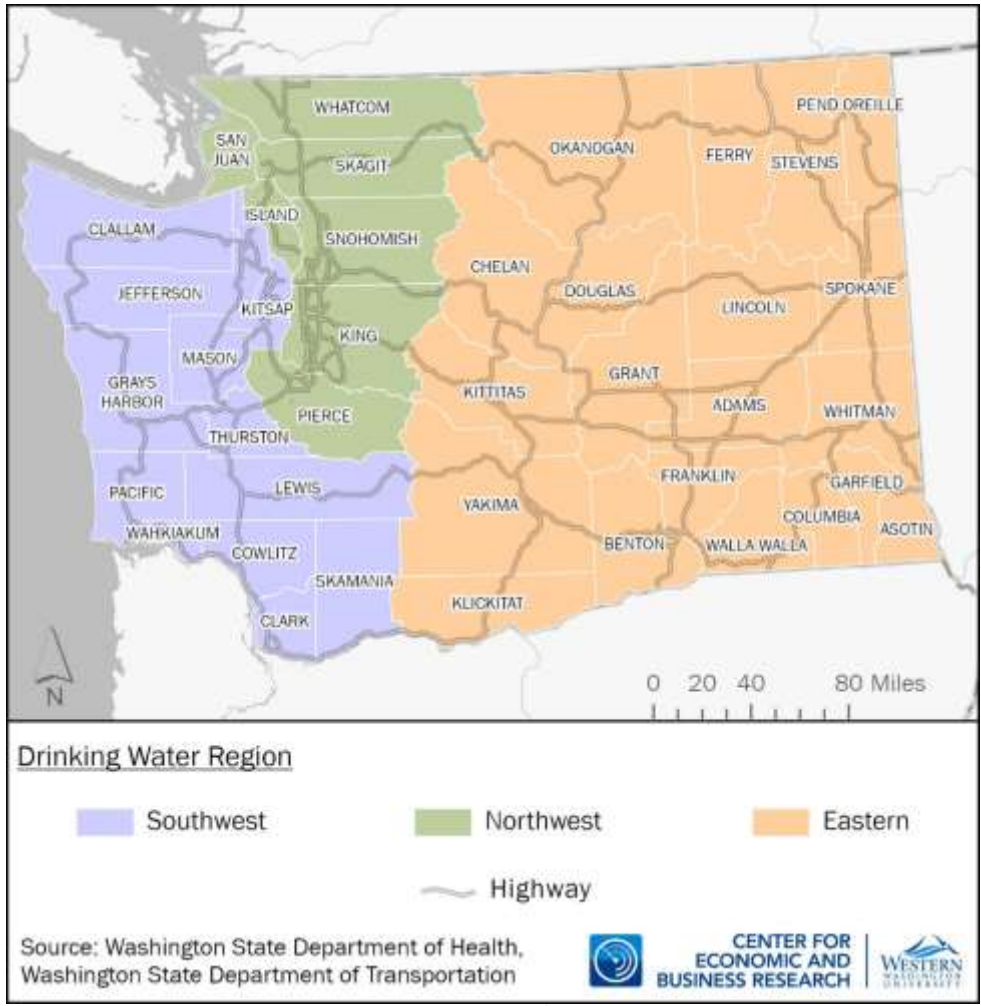 WHATCOM
PEND OREILLE
SAN
JUAN
SKAGIT
OKANOGAN
FERRY
STEVENS
ISLAND
CLALLAM
SNOHOMISH
CHELAN
JEFFERSON
KITSAP
DOUGLAS
LINCOLN
SPOKANE
KING
MASON
GRAYS
HARBOR
GRANT
KITTITAS
ADAMS
WHITMAN
PIERCE
THURSTON
LEWIS
PACIFIC
YAKIMA
FRANKLIN
GARFIELD
COLUMBIA
ASOTIN
WAHKIAKUM
COWLITZ
BENTON
WALLA WALLA
SKAMANIA
KLICKITAT
CLARK
N
0 20 40 80 Miles
Drinking Water Region
Southwest
Northwest
Eastern
Highway
Source: Washington State Department of Health,
Washington State Department of Transportation
CENTER FOR
ECONOMIC AND
BUSINESS RESEARCH
WESTERN
WASHINGTON
UNIVERSITY